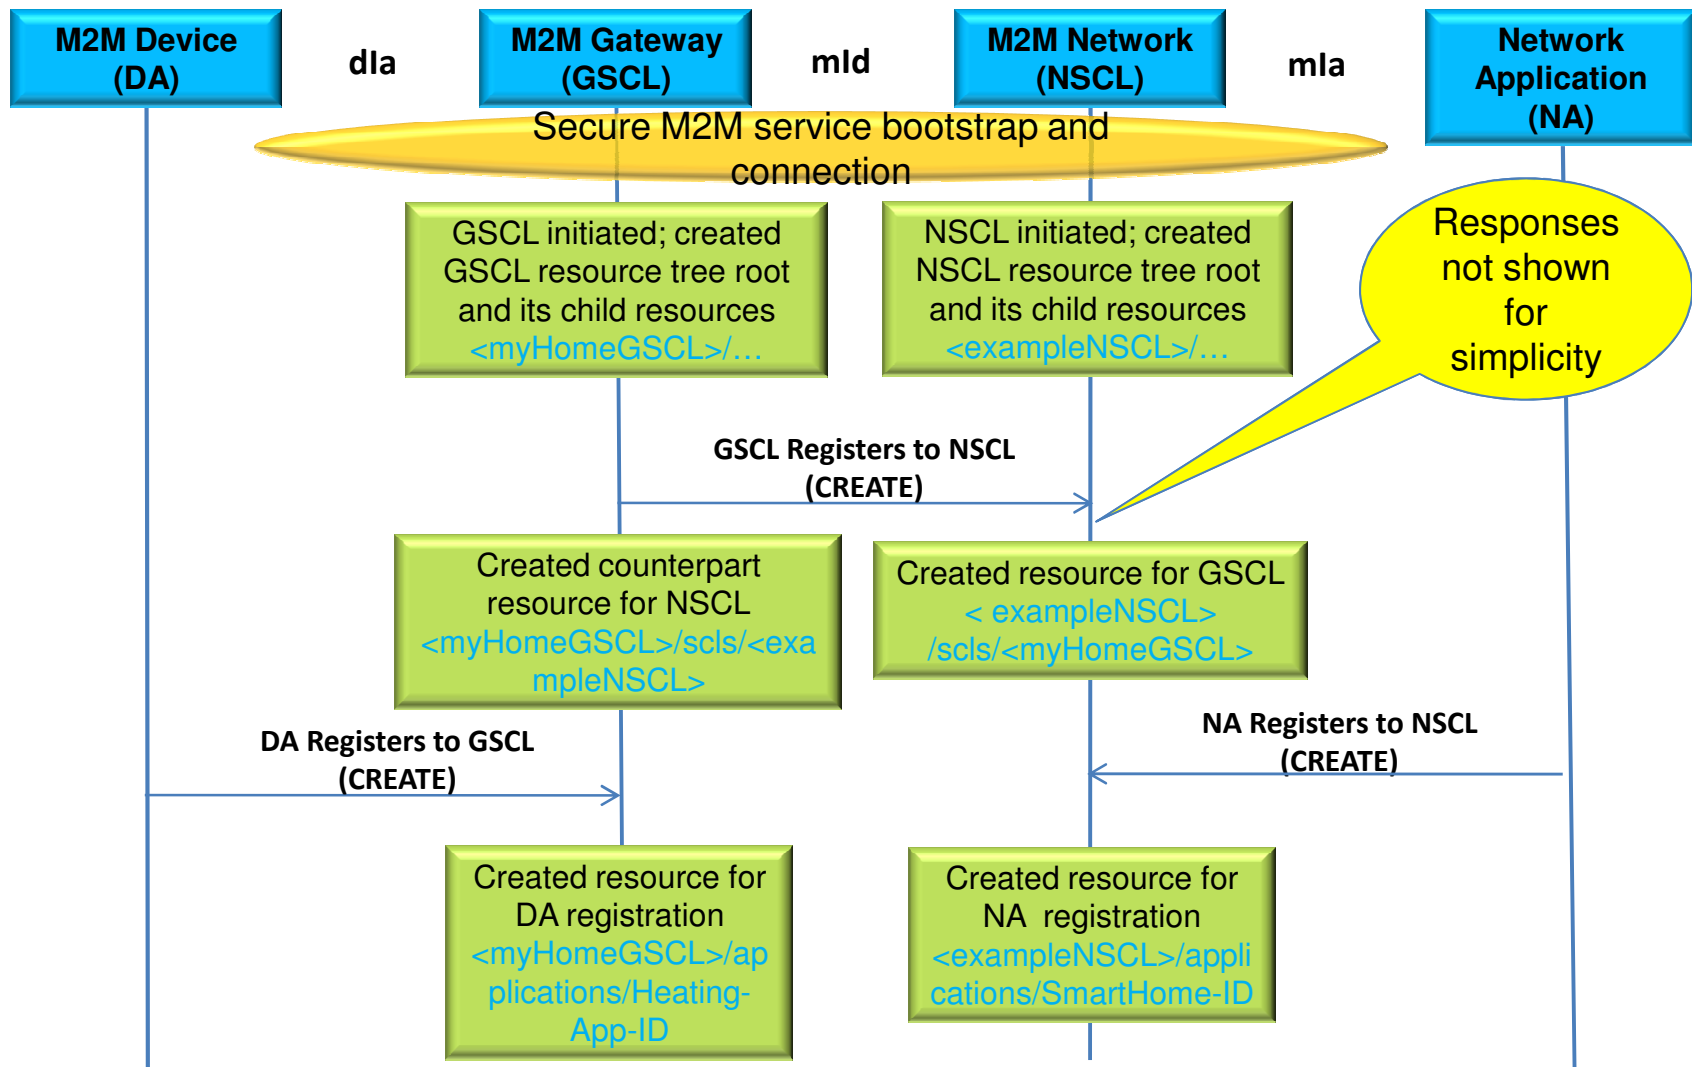 M2M Device
(DA)
dIa
M2M Gateway
(GSCL)
mId
M2M Network
(NSCL)
mIa
Network
Application
(NA)
Secure M2M service bootstrap and
connection
GSCL initiated; created
GSCL resource tree root
and its child resources
<myHomeGSCL>/…
NSCL initiated; created
NSCL resource tree root
and its child resources
<exampleNSCL>/…
Responses
not shown
for
simplicity
GSCL Registers to NSCL
(CREATE)
Created counterpart
resource for NSCL
<myHomeGSCL>/scls/<exa
mpleNSCL>
Created resource for GSCL
< exampleNSCL>
/scls/<myHomeGSCL>
DA Registers to GSCL
(CREATE)
NA Registers to NSCL
(CREATE)
Created resource for
DA registration
<myHomeGSCL>/ap
plications/Heating-
App-ID
Created resource for
NA  registration
<exampleNSCL>/appli
cations/SmartHome-ID